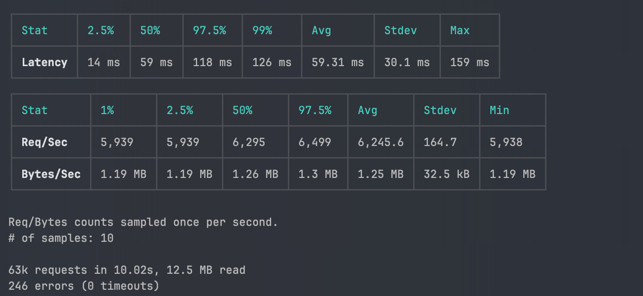 Stat 2.5% 50% 97.5% 99% Avg Stdev Max
Latency 14 ms 59 ms 118 ms 126 ms 59.31 ms 30.1 ms 159 ms
Stat 1% 2.5% 50% 97.5% Avg Stdev Min
Req/Sec 5,939 5,939 6,295 6,499 6,245.6 164.7 5,938
Bytes/Sec 1.19 MB 1.19 MB 1.26 MB 1.3 MB 1.25 MB 32.5 kB 1.19 MB
Req/Bytes counts sampled once per second.
# of samples: 10
63k requests in 10.02s, 12.5 MB read
246 errors (0 timeouts)